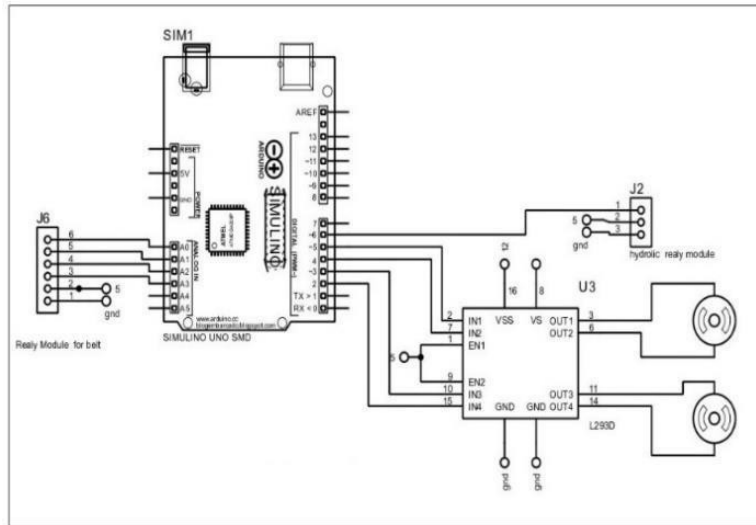 SIM1
AREF
13
12
~11
~10
~9
8
RESET
5V
GND
POWER
ARDUINO
SIMULINO
ATMEL
DIGITAL (PWM~)
ANALOG IN
7
~6
~5
4
~3
2
TX > 1
RX < 0
A0
A1
A2
A3
A4
A5
www.arduino.cc
SIMULINO UNO SMD
J6
6
5
4
3
2
1
5
gnd
Realy Module for belt
J2
1
2
3
5
gnd
hydrolic realy module
U3
12
16
8
VSS
VS
2
7
1
9
10
15
IN1
IN2
EN1
EN2
IN3
IN4
5
GND
GND
gnd
gnd
OUT1
OUT2
OUT3
OUT4
3
6
11
14
L293D